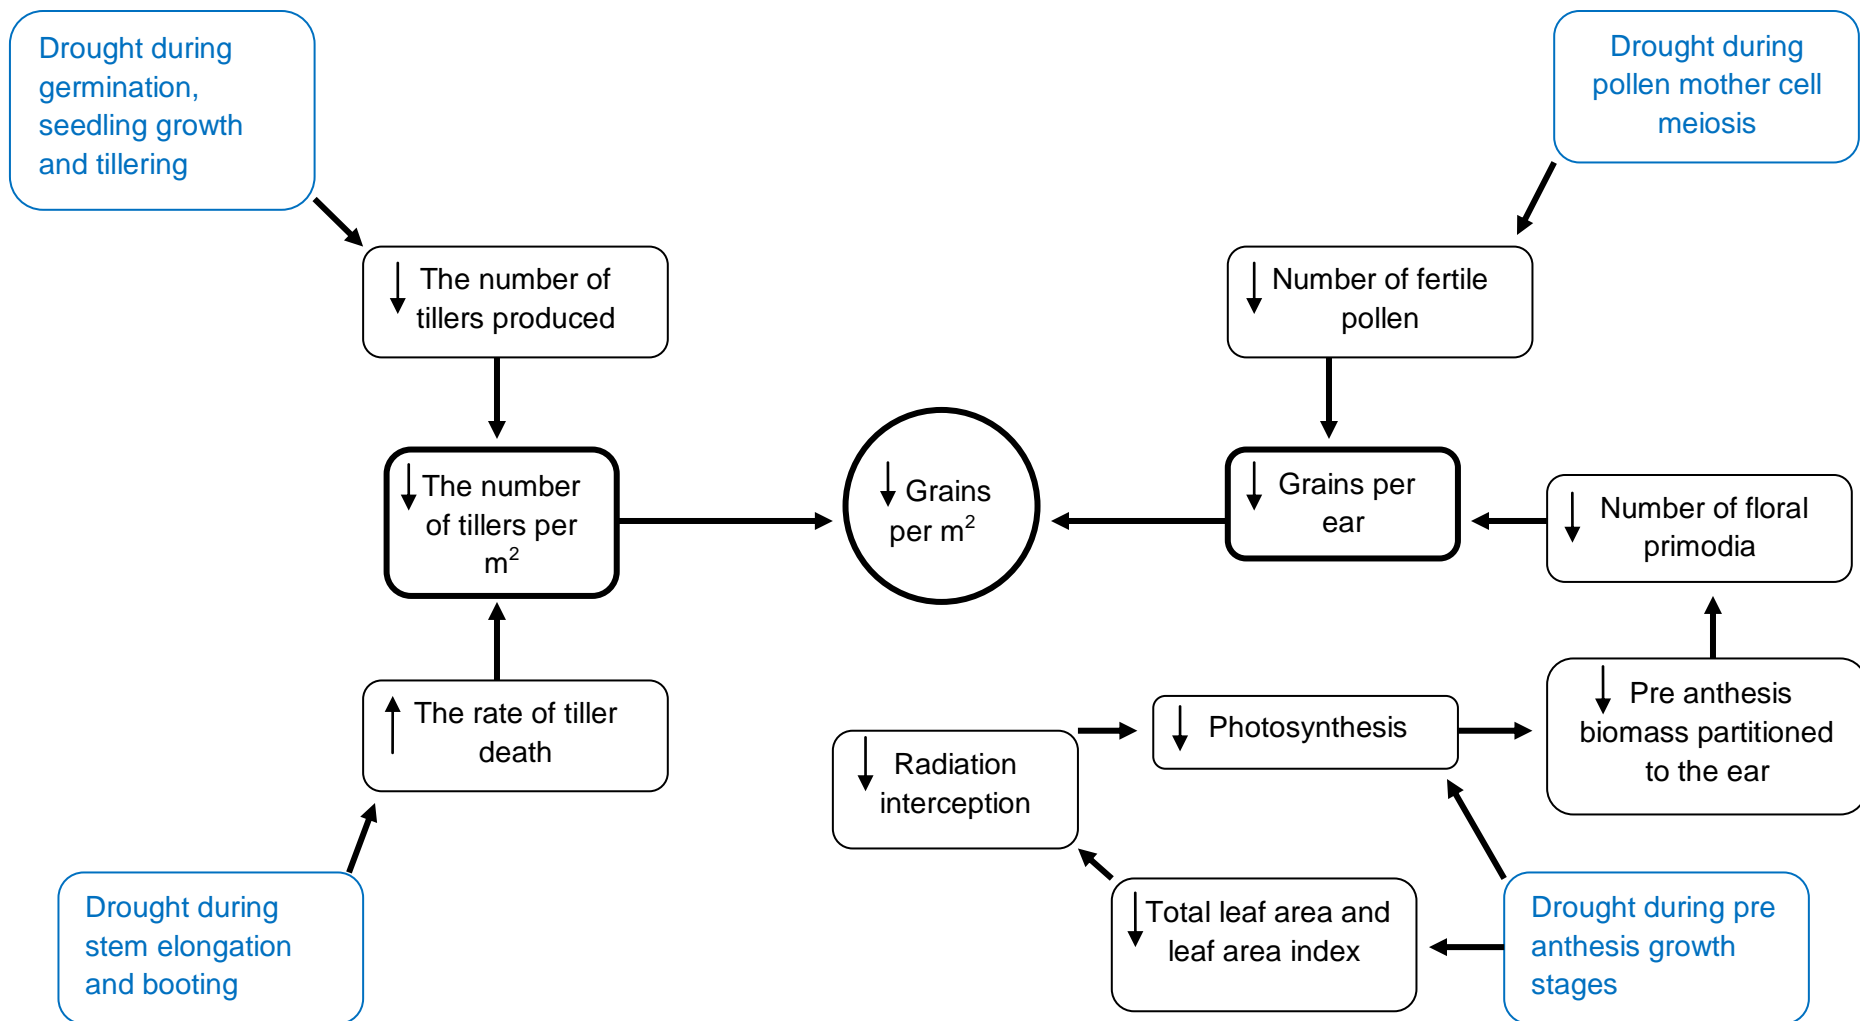 Drought during
germination,
seedling growth
and tillering
Drought during
pollen mother cell
meiosis
↓ The number of
tillers produced
↓ Number of fertile
pollen
↓ The number
of tillers per
m²
↓ Grains
per m²
↓ Grains per
ear
↓ Number of floral
primodia
↑ The rate of tiller
death
↓ Radiation
interception
↓ Photosynthesis
↓ Pre anthesis
biomass partitioned
to the ear
Drought during
stem elongation
and booting
↓ Total leaf area and
leaf area index
Drought during pre
anthesis growth
stages